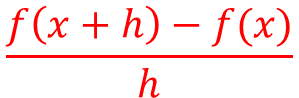 f(x + h) − f(x)
h